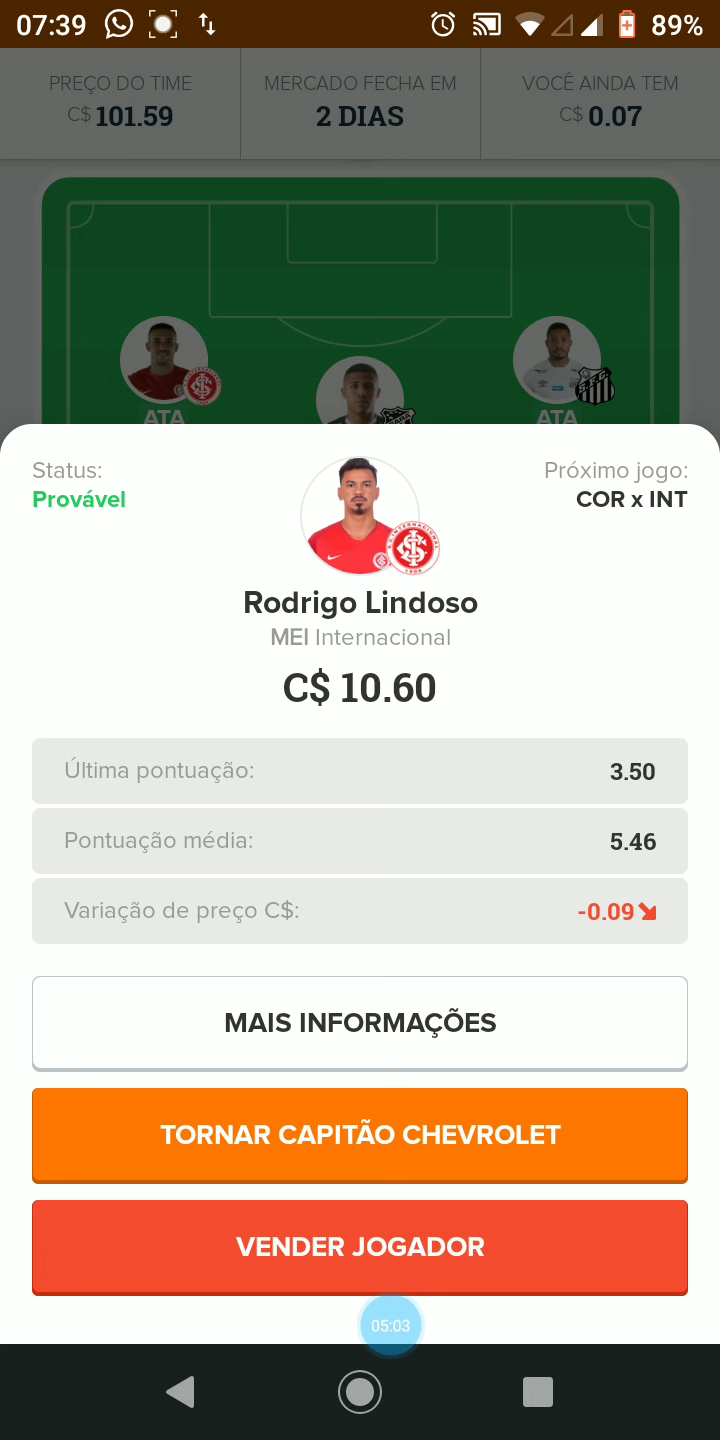 07:39
89%
PREÇO DO TIME
C$ 101.59
MERCADO FECHA EM
2 DIAS
VOCÊ AINDA TEM
C$ 0.07
ATA
ATA
Status:
Provável
Próximo jogo:
COR x INT
Rodrigo Lindoso
MEI Internacional
C$ 10.60
Última pontuação:
3.50
Pontuação média:
5.46
Variação de preço C$:
-0.09
MAIS INFORMAÇÕES
TORNAR CAPITÃO CHEVROLET
VENDER JOGADOR
05:03